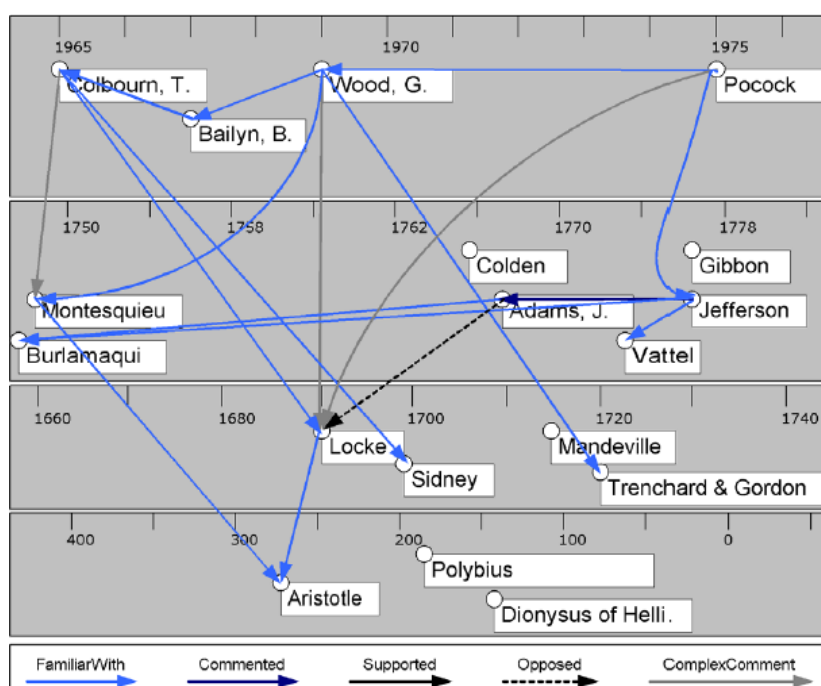 1965 1970 1975
Colbourn, T. Wood, G. Pocock
Bailyn, B.
1750 1758 1762 1770 1778
Colden Gibbon
Montesquieu Adams, J. Jefferson
Burlamaqui Vattel
1660 1680 1700 1720 1740
Locke Mandeville
Sidney Trenchard & Gordon
400 300 200 100 0
Polybius
Aristotle Dionysus of Helli.
FamiliarWith Commented Supported Opposed ComplexComment